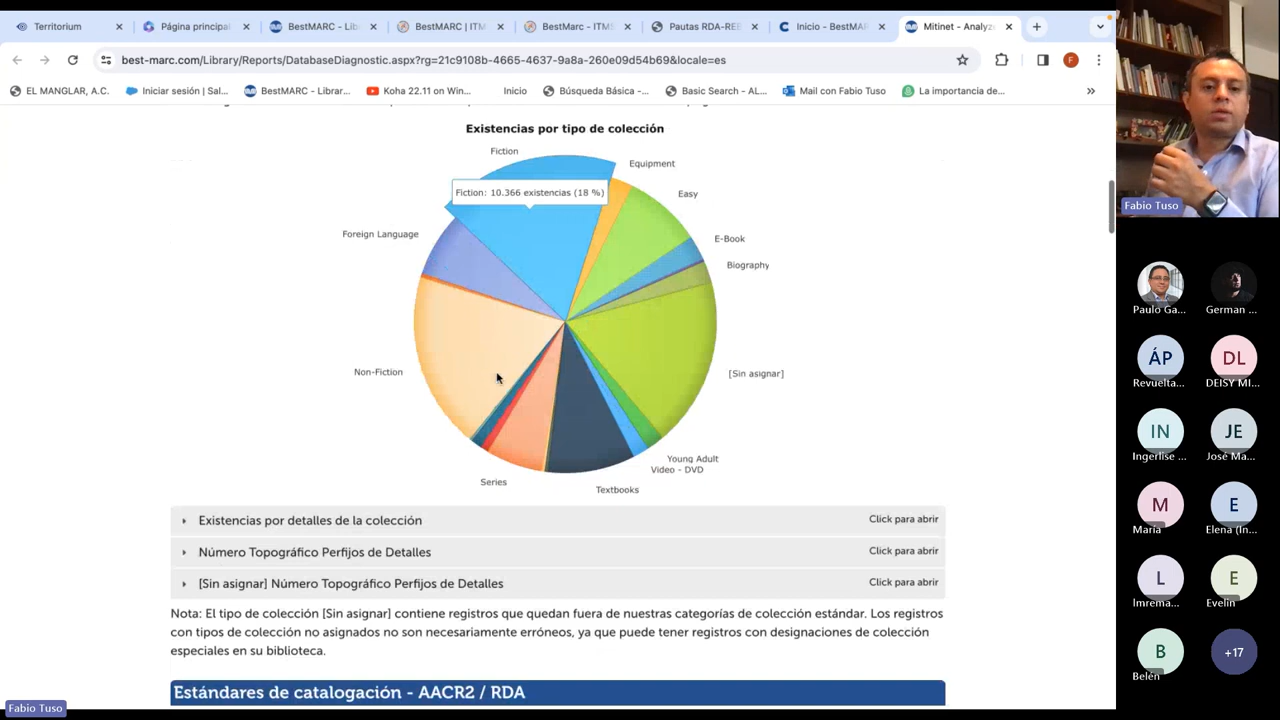 Territorium
Página principal
BestMARC - Lib
BestMARC | ITM
BestMarc - ITMS
Pautas RDA-REB
Inicio - BestMAR
Mitinet - Analyz
best-marc.com/Library/Reports/DatabaseDiagnostic.aspx?rg=21c9108b-4665-4637-9a8a-260e09d54b69&locale=es
F
EL MANGLAR, A.C.
Iniciar sesión | Sal...
BestMARC - Librar...
Koha 22.11 on Win...
Inicio
Búsqueda Básica -...
Basic Search - AL...
Mail con Fabio Tuso
La importancia de...
»
Existencias por tipo de colección
Fiction
Equipment
Fiction: 10.366 existencias (18 %)
Easy
Foreign Language
E-Book
Biography
Non-Fiction
[Sin asignar]
Young Adult
Video - DVD
Series
Textbooks
Existencias por detalles de la colección
Click para abrir
Número Topográfico Perfijos de Detalles
Click para abrir
[Sin asignar] Número Topográfico Perfijos de Detalles
Click para abrir
Nota: El tipo de colección [Sin asignar] contiene registros que quedan fuera de nuestras categorías de colección estándar. Los registros
con tipos de colección no asignados no son necesariamente erróneos, ya que puede tener registros con designaciones de colección
especiales en su biblioteca.
Estándares de catalogación - AACR2 / RDA
Fabio Tuso
Fabio Tuso
Paulo Ga...
German ...
ÁP
Revuelta...
DL
DEISY MI...
IN
Ingerlise ...
JE
José Ma...
M
María
E
Elena (In...
L
lmrema...
E
Evelin
B
Belén
+17